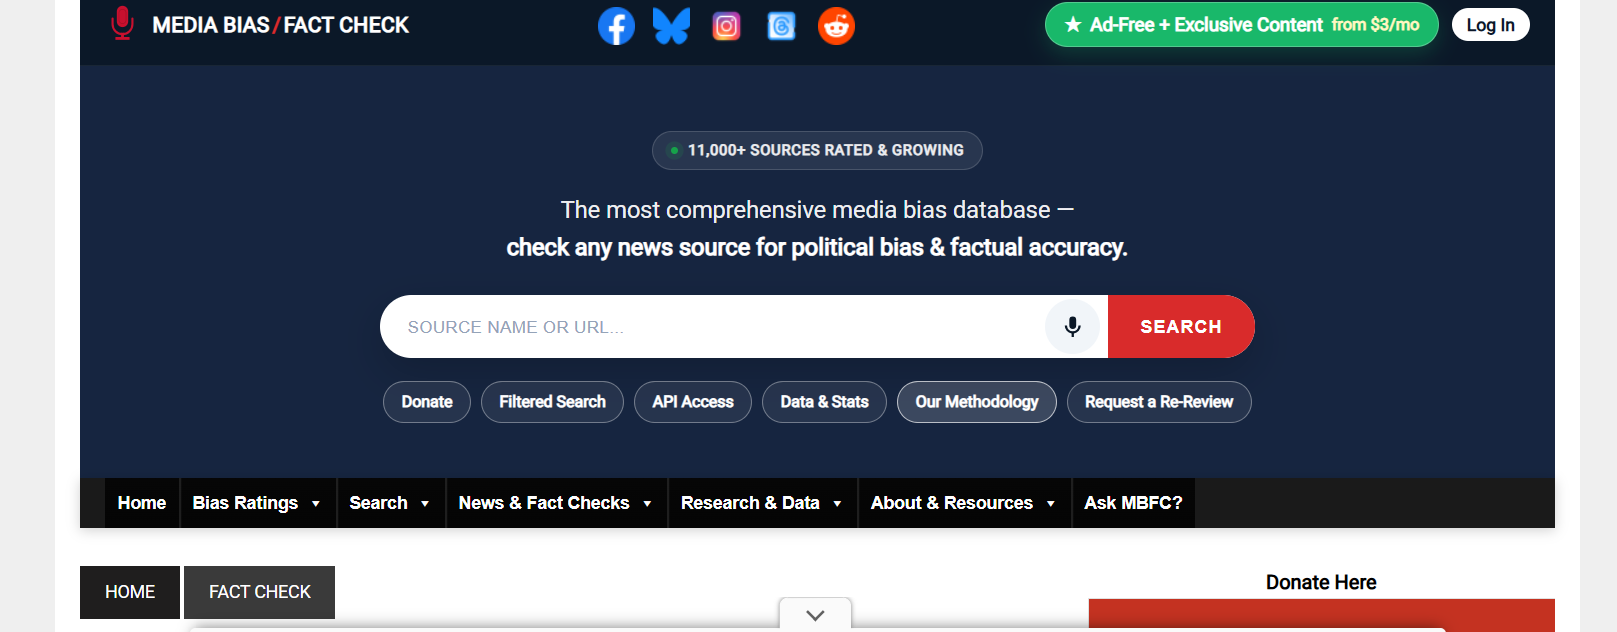 MEDIA BIAS/FACT CHECK
★ Ad-Free + Exclusive Content from $3/mo
Log In
11,000+ SOURCES RATED & GROWING
The most comprehensive media bias database —
check any news source for political bias & factual accuracy.
SOURCE NAME OR URL...
SEARCH
Donate
Filtered Search
API Access
Data & Stats
Our Methodology
Request a Re-Review
Home
Bias Ratings
Search
News & Fact Checks
Research & Data
About & Resources
Ask MBFC?
HOME
FACT CHECK
Donate Here